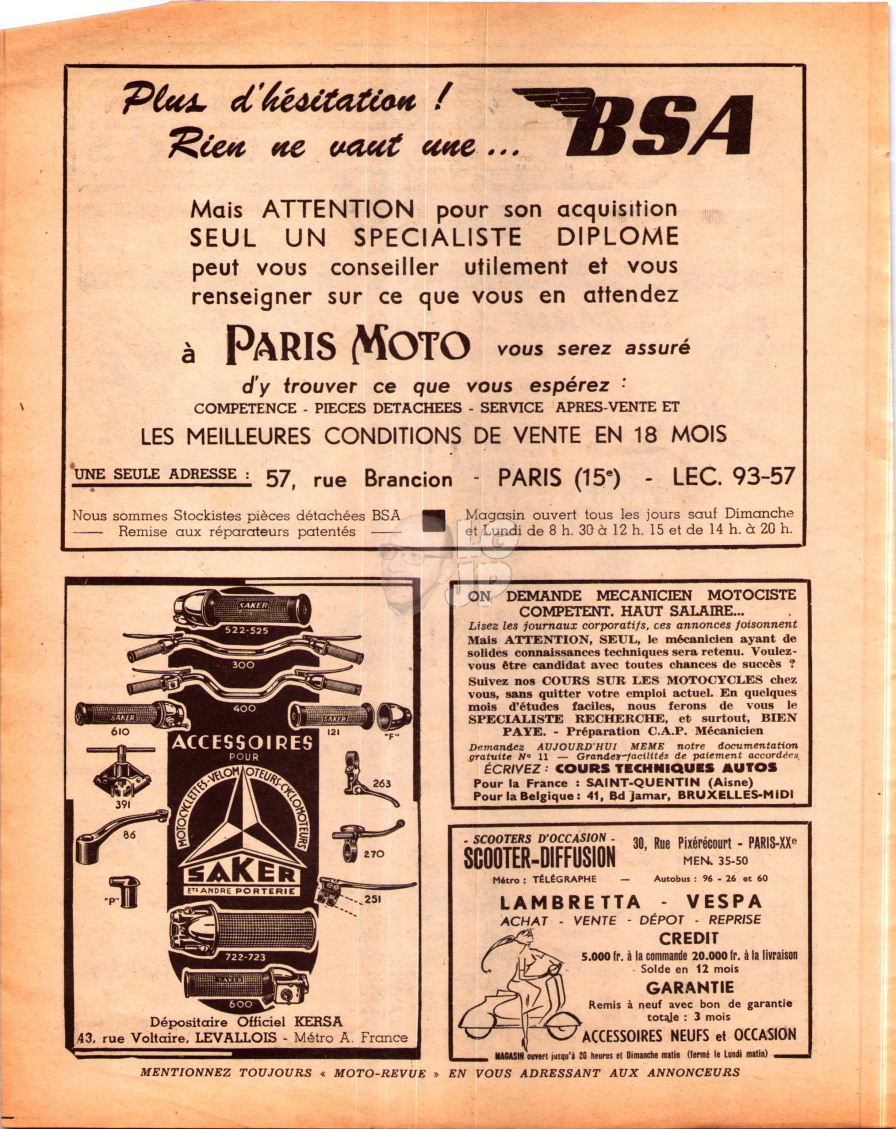 Plus d'hésitation !
Rien ne vaut une... BSA
Mais ATTENTION pour son acquisition
SEUL UN SPECIALISTE DIPLOME
peut vous conseiller utilement et vous
renseigner sur ce que vous en attendez
à PARIS MOTO vous serez assuré
d'y trouver ce que vous espérez :
COMPETENCE - PIECES DETACHEES - SERVICE APRES-VENTE ET
LES MEILLEURES CONDITIONS DE VENTE EN 18 MOIS
UNE SEULE ADRESSE : 57, rue Brancion - PARIS (15e) - LEC. 93-57
Nous sommes Stockistes pièces détachées BSA
— Remise aux réparateurs patentés —
Magasin ouvert tous les jours sauf Dimanche
et Lundi de 8 h. 30 à 12 h. 15 et de 14 h. à 20 h.
LG
JP
SAKER
522-525
300
400
SAKER
610
SAKER
121
"F"
ACCESSOIRES
POUR
MOTOCYCLETTES-VELOMOTEURS-CYCLOMOTEURS
391
263
86
270
SAKER
ETS ANDRE PORTERIE
"P"
251
722-723
SAKER
600
Dépositaire Officiel KERSA
43, rue Voltaire, LEVALLOIS - Métro A. France
ON DEMANDE MECANICIEN MOTOCISTE
COMPETENT. HAUT SALAIRE...
Lisez les journaux corporatifs, ces annonces foisonnent
Mais ATTENTION, SEUL, le mécanicien ayant de
solides connaissances techniques sera retenu. Voulez-
vous être candidat avec toutes chances de succès ?
Suivez nos COURS SUR LES MOTOCYCLES chez
vous, sans quitter votre emploi actuel. En quelques
mois d'études faciles, nous ferons de vous le
SPECIALISTE RECHERCHE, et surtout, BIEN
PAYE. - Préparation C.A.P. Mécanicien
Demandez AUJOURD'HUI MEME notre documentation
gratuite N° 11 — Grandes facilités de paiement accordées
ÉCRIVEZ : COURS TECHNIQUES AUTOS
Pour la France : SAINT-QUENTIN (Aisne)
Pour la Belgique : 41, Bd Jamar, BRUXELLES-MIDI
- SCOOTERS D'OCCASION -
SCOOTER-DIFFUSION
30, Rue Pixérécourt - PARIS-XXe
MEN. 35-50
Métro : TÉLÉGRAPHE — Autobus : 96 - 26 et 60
LAMBRETTA - VESPA
ACHAT - VENTE - DÉPOT - REPRISE
CREDIT
5.000 fr. à la commande 20.000 fr. à la livraison
Solde en 12 mois
GARANTIE
Remis à neuf avec bon de garantie
totale : 3 mois
ACCESSOIRES NEUFS et OCCASION
MAGASIN ouvert jusqu'à 20 heures et Dimanche matin (fermé le Lundi matin)
MENTIONNEZ TOUJOURS « MOTO-REVUE » EN VOUS ADRESSANT AUX ANNONCEURS